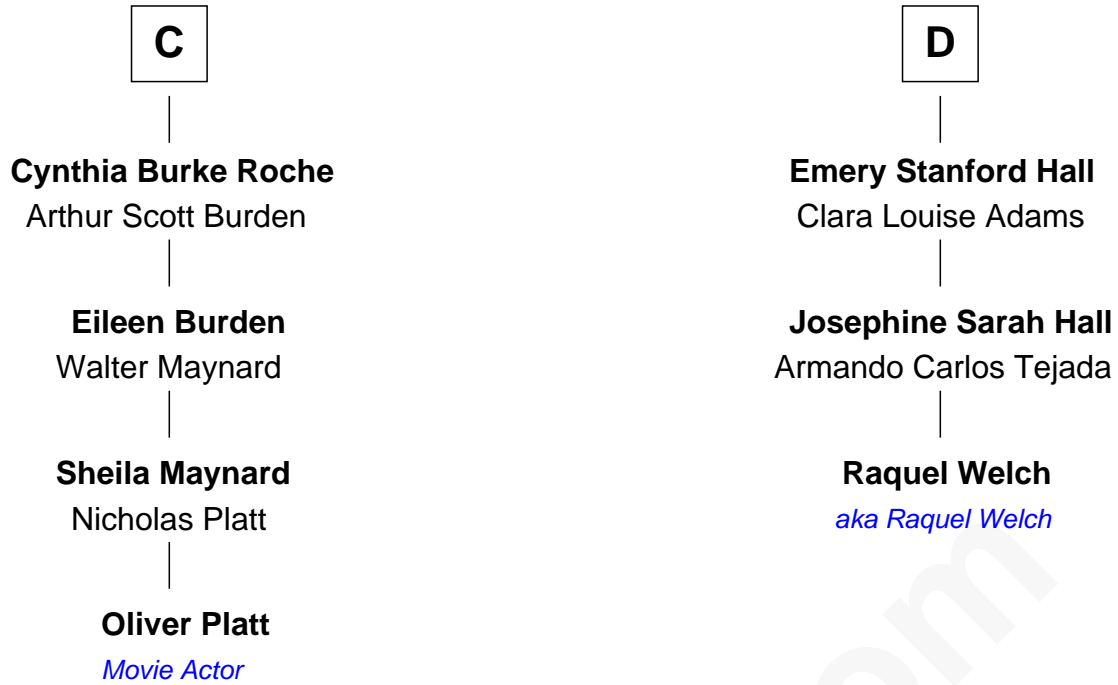 C
Cynthia Burke Roche
Arthur Scott Burden
Eileen Burden
Walter Maynard
Sheila Maynard
Nicholas Platt
Oliver Platt
Movie Actor
D
Emery Stanford Hall
Clara Louise Adams
Josephine Sarah Hall
Armando Carlos Tejada
Raquel Welch
aka Raquel Welch
om